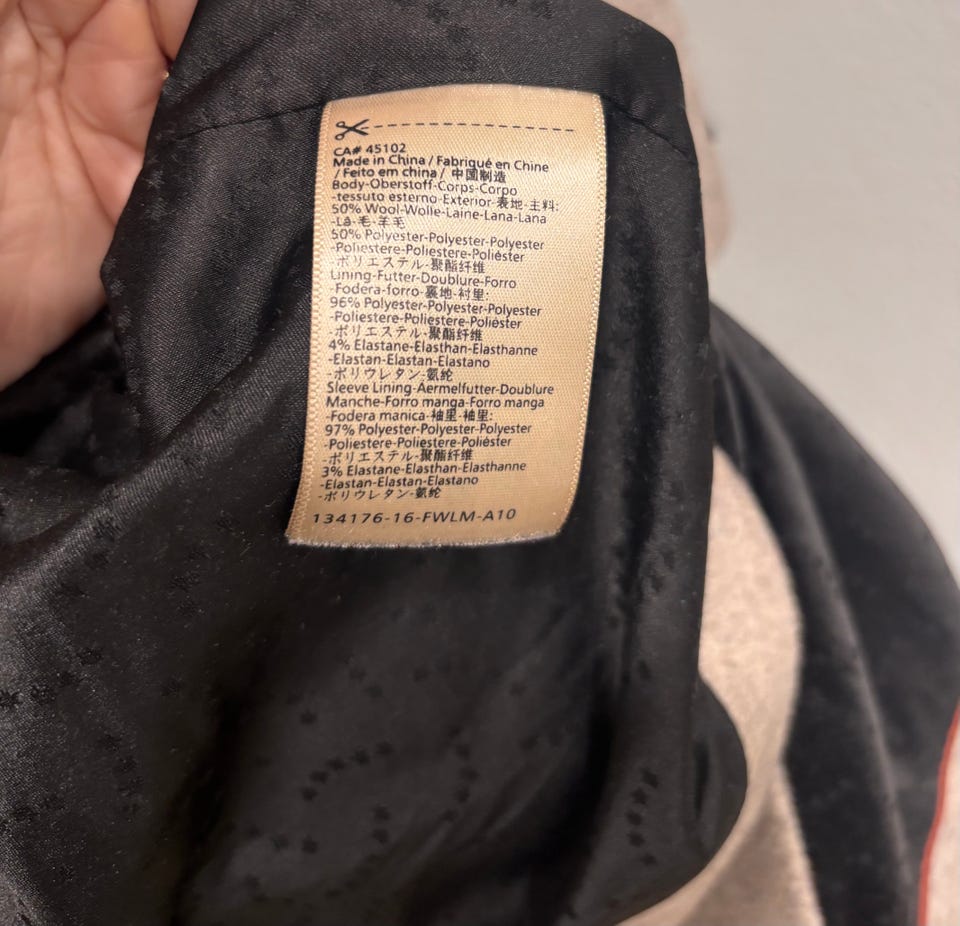 CA# 45102
Made in China / Fabriqué en Chine
/ Feito em china / 中国制造
Body-Oberstoff-Corps-Corpo
-tessuto esterno-Exterior-表地-主料:
50% Wool-Wolle-Laine-Lana-Lana
-Lã-毛-羊毛
50% Polyester-Polyester-Polyester
-Poliestere-Poliestere-Poliéster
-ポリエステル-聚酯纤维
Lining-Futter-Doublure-Forro
-Fodera-forro-裏地-衬里:
96% Polyester-Polyester-Polyester
-Poliestere-Poliestere-Poliéster
-ポリエステル-聚酯纤维
4% Elastane-Elasthan-Elasthanne
-Elastan-Elastan-Elastano
-ポリウレタン-氨纶
Sleeve Lining-Aermelfutter-Doublure
Manche-Forro manga-Forro manga
-Fodera manica-袖里-袖里:
97% Polyester-Polyester-Polyester
-Poliestere-Poliestere-Poliéster
-ポリエステル-聚酯纤维
3% Elastane-Elasthan-Elasthanne
-Elastan-Elastan-Elastano
-ポリウレタン-氨纶
134176-16-FWLM-A10